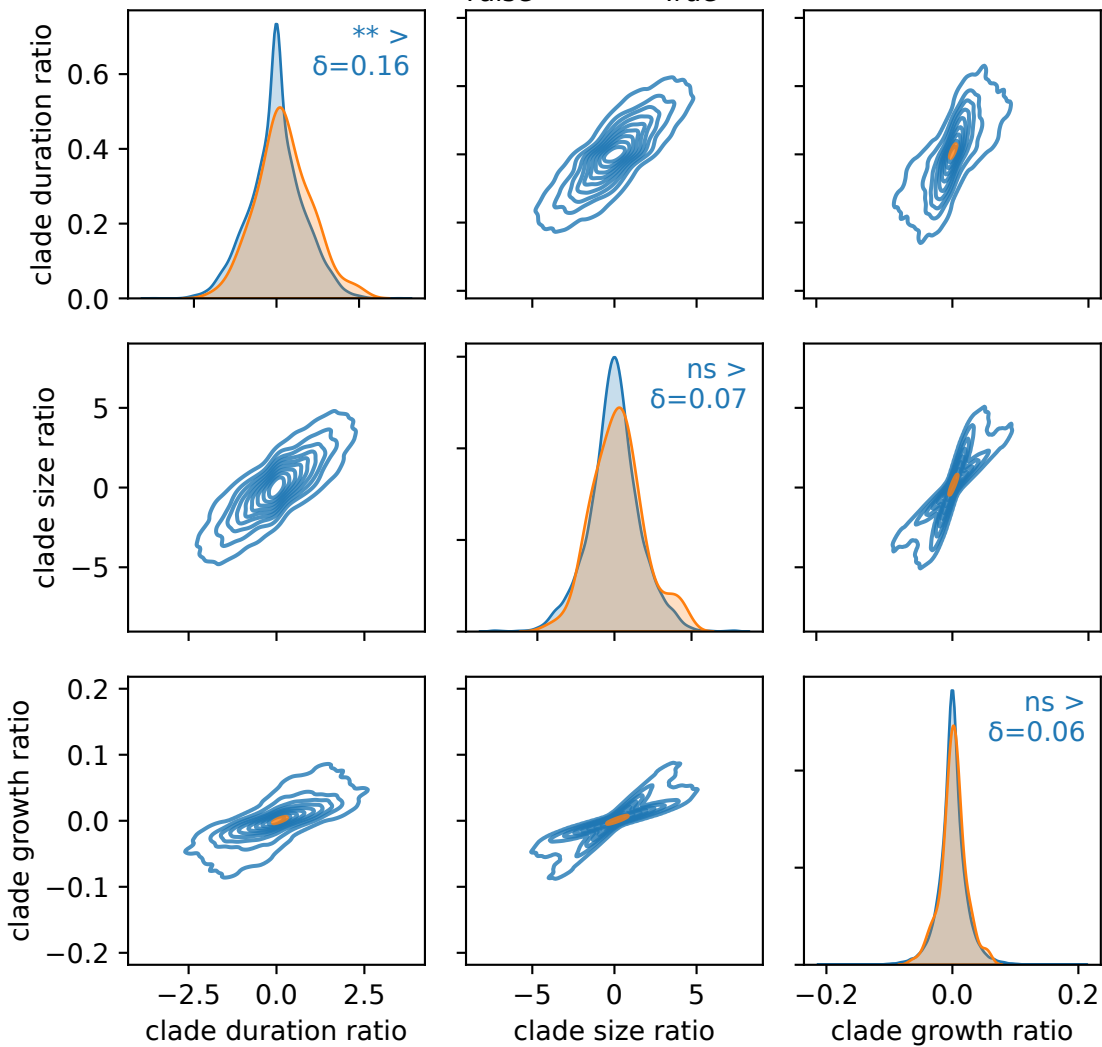 ** >
δ=0.16
clade duration ratio
0.6
0.4
0.2
0.0
ns >
δ=0.07
clade size ratio
5
0
−5
ns >
δ=0.06
clade growth ratio
0.2
0.1
0.0
−0.1
−0.2
−2.5 0.0 2.5 −5 0 5 −0.2 0.0 0.2
clade duration ratio clade size ratio clade growth ratio